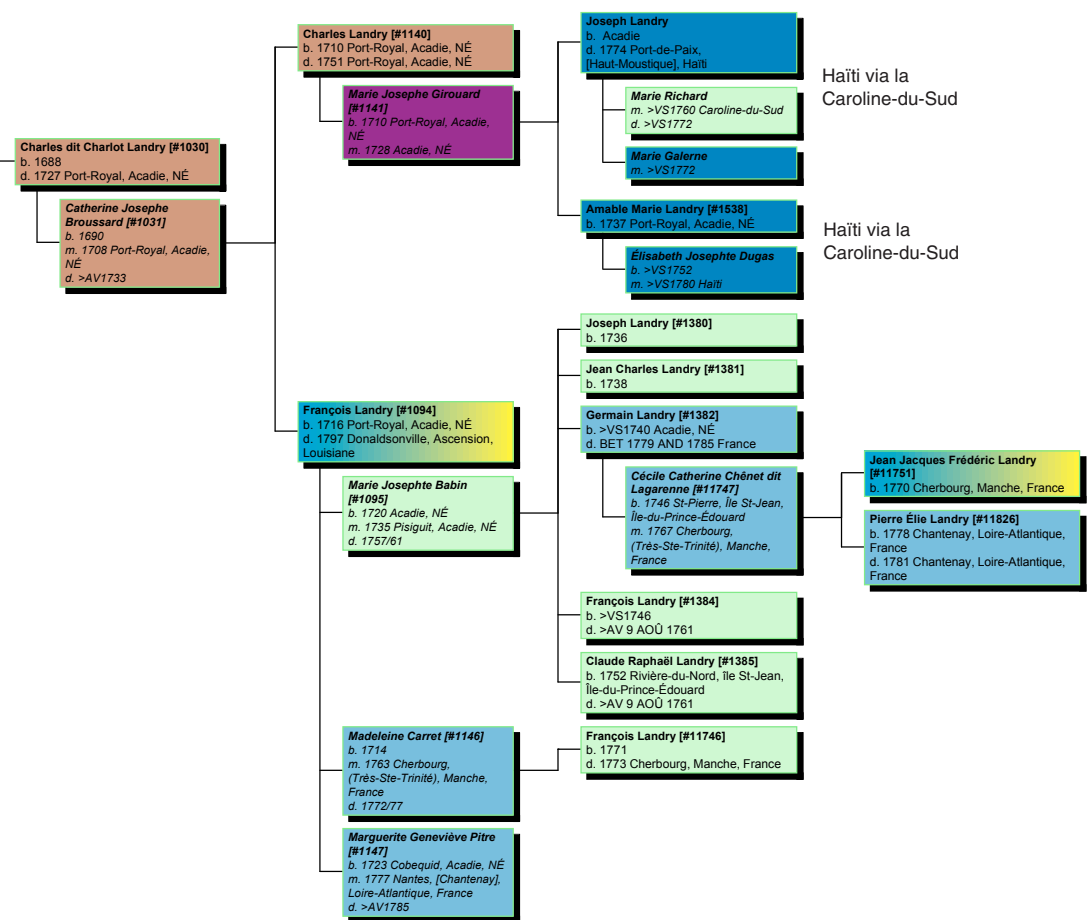 Charles dit Charlot Landry [#1030]
b. 1688
d. 1727 Port-Royal, Acadie, NÉ
Catherine Josephe
Broussard [#1031]
b. 1690
m. 1708 Port-Royal, Acadie,
NÉ
d. >AV1733
Charles Landry [#1140]
b. 1710 Port-Royal, Acadie, NÉ
d. 1751 Port-Royal, Acadie, NÉ
Marie Josephe Girouard
[#1141]
b. 1710 Port-Royal, Acadie,
NÉ
m. 1728 Acadie, NÉ
Joseph Landry
b. Acadie
d. 1774 Port-de-Paix,
[Haut-Moustique], Haïti
Haïti via la
Caroline-du-Sud
Marie Richard
m. >VS1760 Caroline-du-Sud
d. >VS1772
Marie Galerne
m. >VS1772
Amable Marie Landry [#1538]
b. 1737 Port-Royal, Acadie, NÉ
Haïti via la
Caroline-du-Sud
Élisabeth Josephte Dugas
b. >VS1752
m. >VS1780 Haïti
François Landry [#1094]
b. 1716 Port-Royal, Acadie, NÉ
d. 1797 Donaldsonville, Ascension,
Louisiane
Marie Josephte Babin
[#1095]
b. 1720 Acadie, NÉ
m. 1735 Pisiguit, Acadie, NÉ
d. 1757/61
Joseph Landry [#1380]
b. 1736
Jean Charles Landry [#1381]
b. 1738
Germain Landry [#1382]
b. >VS1740 Acadie, NÉ
d. BET 1779 AND 1785 France
Cécile Catherine Chênet dit
Lagarenne [#11747]
b. 1746 St-Pierre, Île St-Jean,
Île-du-Prince-Édouard
m. 1767 Cherbourg,
(Très-Ste-Trinité), Manche,
France
Jean Jacques Frédéric Landry
[#11751]
b. 1770 Cherbourg, Manche, France
Pierre Élie Landry [#11826]
b. 1778 Chantenay, Loire-Atlantique,
France
d. 1781 Chantenay, Loire-Atlantique,
France
François Landry [#1384]
b. >VS1746
d. >AV 9 AOÛ 1761
Claude Raphaël Landry [#1385]
b. 1752 Rivière-du-Nord, île St-Jean,
Île-du-Prince-Édouard
d. >AV 9 AOÛ 1761
Madeleine Carret [#1146]
b. 1714
m. 1763 Cherbourg,
(Très-Ste-Trinité), Manche,
France
d. 1772/77
François Landry [#11746]
b. 1771
d. 1773 Cherbourg, Manche, France
Marguerite Geneviève Pitre
[#1147]
b. 1723 Cobequid, Acadie, NÉ
m. 1777 Nantes, [Chantenay],
Loire-Atlantique, France
d. >AV1785